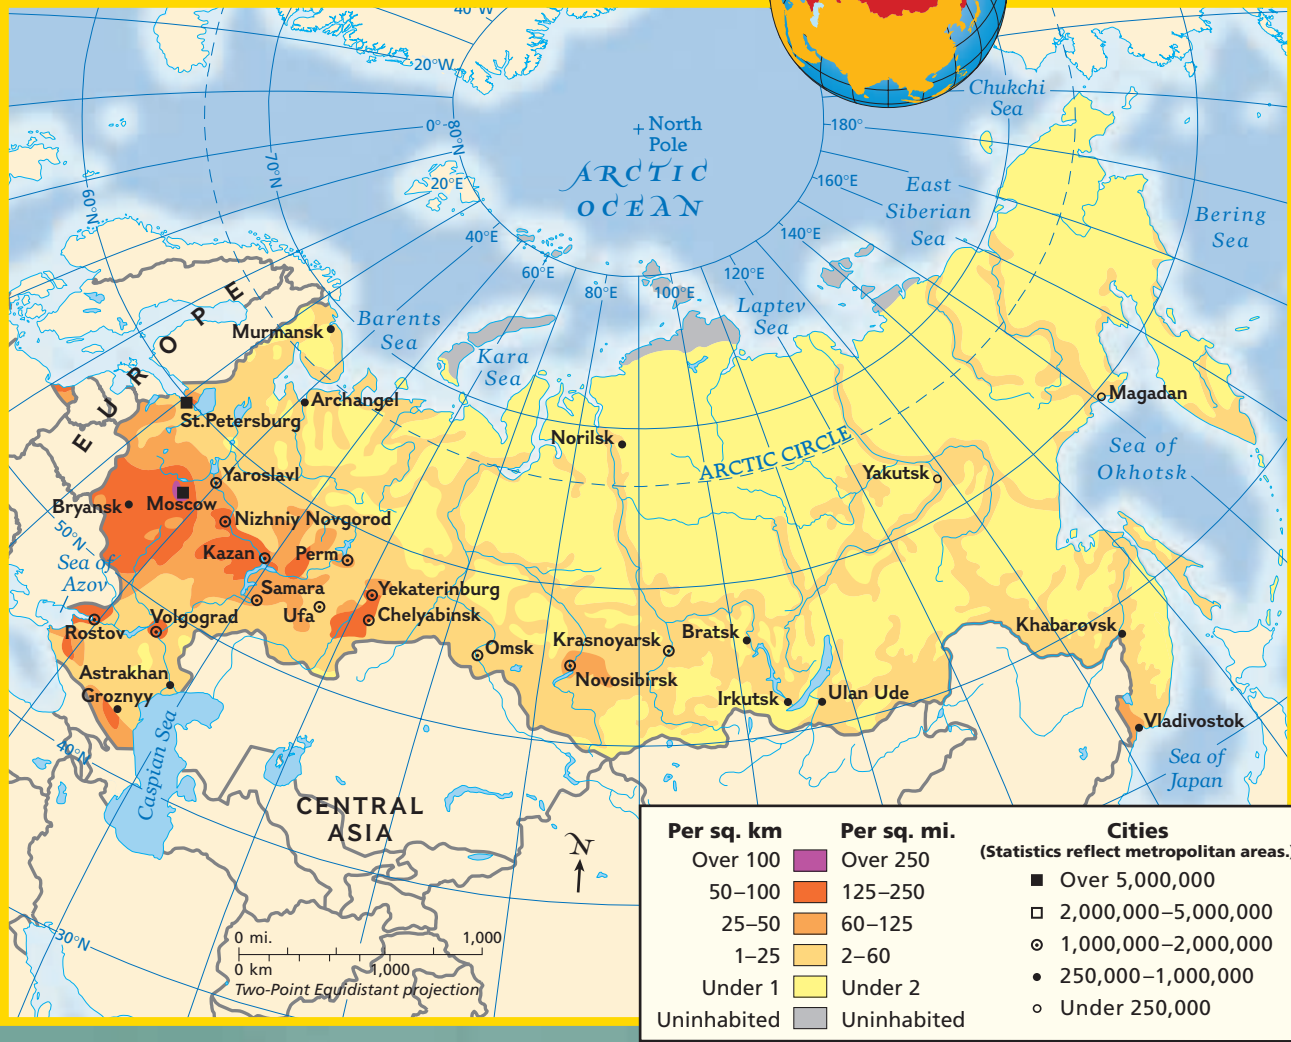 40°W
20°W
0°
80°N
70°N
60°N
20°E
40°E
60°E
80°E
100°E
120°E
140°E
160°E
180°
+ North
Pole
ARCTIC
OCEAN
Chukchi
Sea
East
Siberian
Sea
Bering
Sea
Laptev
Sea
Barents
Sea
Kara
Sea
EUROPE
Murmansk
Archangel
St.Petersburg
Norilsk
ARCTIC CIRCLE
Magadan
Sea of
Okhotsk
Yakutsk
Yaroslavl
Bryansk
Moscow
Nizhniy Novgorod
50°N
Sea of
Azov
Kazan
Perm
Samara
Yekaterinburg
Ufa
Chelyabinsk
Volgograd
Rostov
Omsk
Krasnoyarsk
Bratsk
Khabarovsk
Novosibirsk
Astrakhan
Groznyy
Irkutsk
Ulan Ude
Vladivostok
Sea of
Japan
40°N
Caspian Sea
CENTRAL
ASIA
N
30°N
0 mi. 1,000
0 km 1,000
Two-Point Equidistant projection
Per sq. km Per sq. mi.
Over 100 Over 250
50–100 125–250
25–50 60–125
1–25 2–60
Under 1 Under 2
Uninhabited Uninhabited
Cities
(Statistics reflect metropolitan areas.)
Over 5,000,000
2,000,000–5,000,000
1,000,000–2,000,000
250,000–1,000,000
Under 250,000